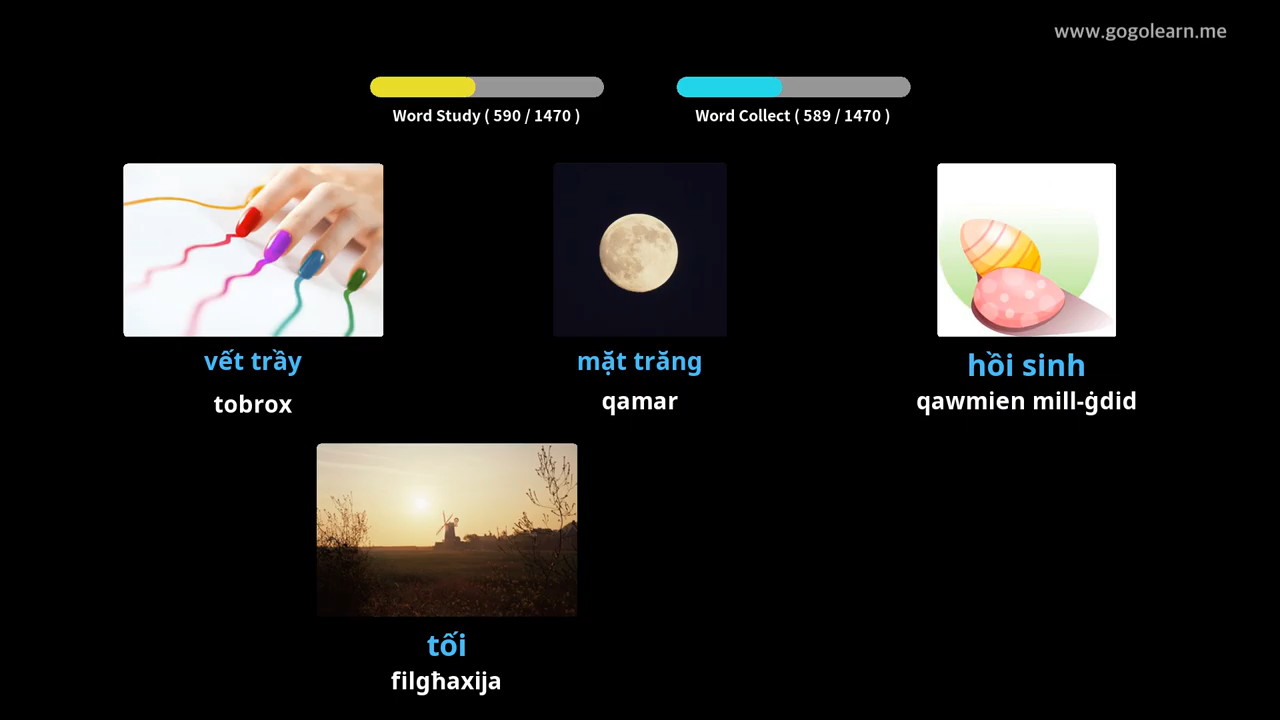 www.gogolearn.me
Word Study ( 590 / 1470 )
Word Collect ( 589 / 1470 )
vết trầy
tobrox
mặt trăng
qamar
hồi sinh
qawmien mill-ġdid
tối
filgħaxija